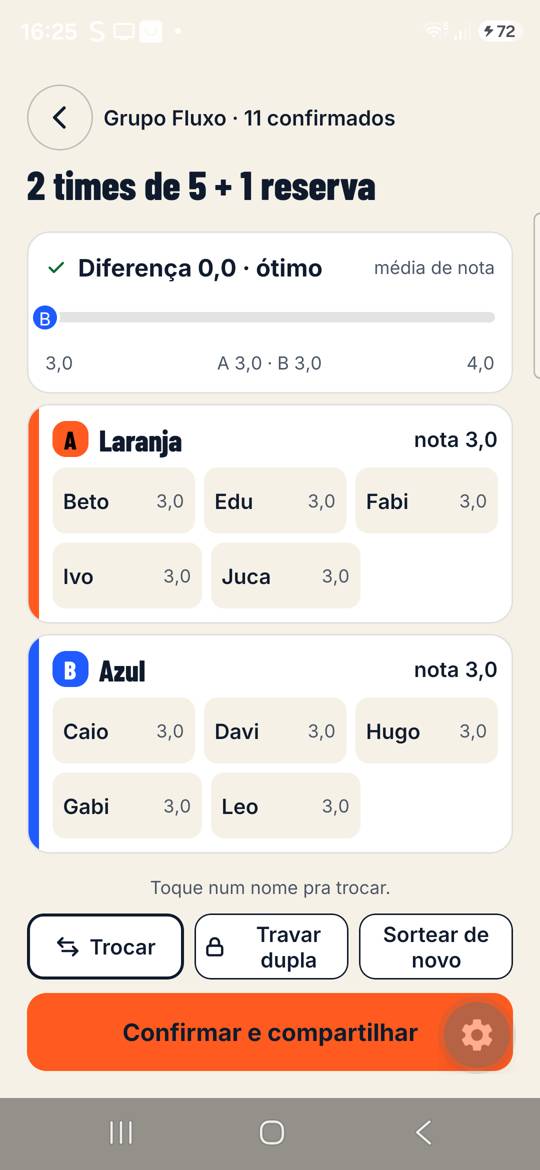 16:25 S 72
Grupo Fluxo · 11 confirmados
2 times de 5 + 1 reserva
Diferença 0,0 · ótimo média de nota
B
3,0 A 3,0 · B 3,0 4,0
A Laranja nota 3,0
Beto 3,0 Edu 3,0 Fabi 3,0
Ivo 3,0 Juca 3,0
B Azul nota 3,0
Caio 3,0 Davi 3,0 Hugo 3,0
Gabi 3,0 Leo 3,0
Toque num nome pra trocar.
Trocar
Travar
dupla
Sortear de
novo
Confirmar e compartilhar